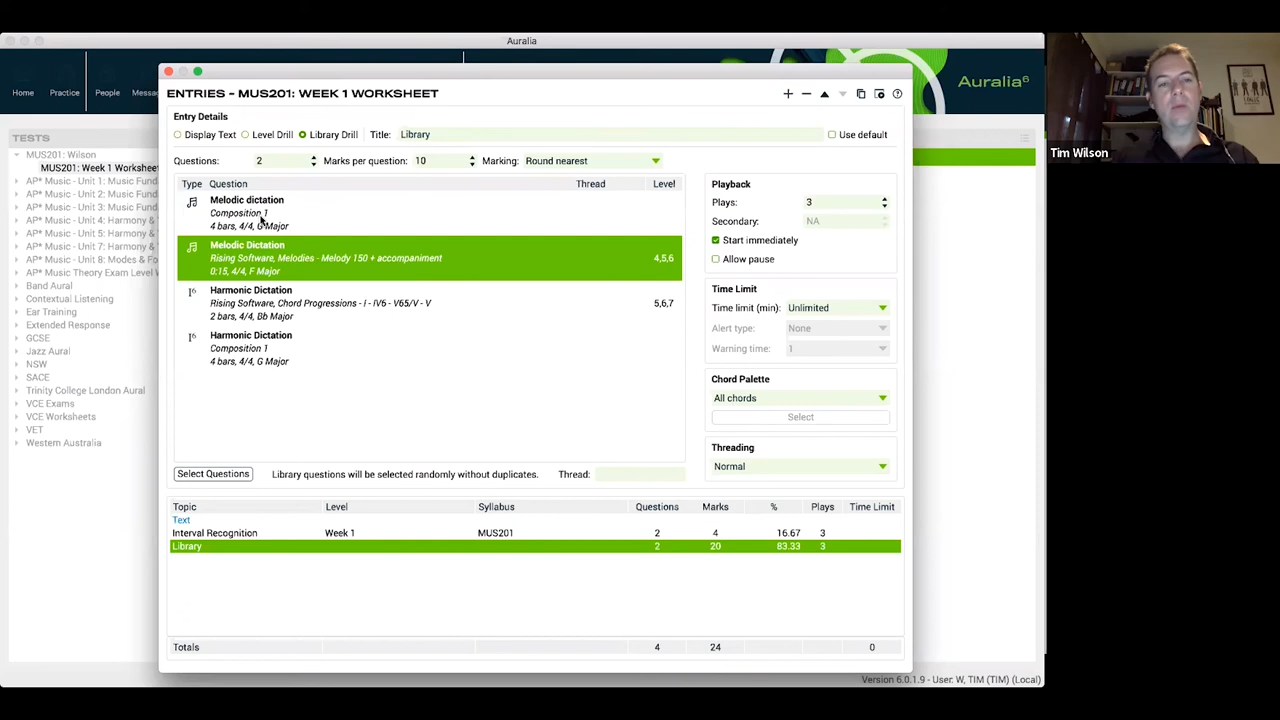 Auralia
Home
Practice
People
Auralia⁶
ENTRIES - MUS201: WEEK 1 WORKSHEET
Entry Details
Display Text
Level Drill
Library Drill
Title:
Library
Use default
Questions:
2
Marks per question:
10
Marking:
Round nearest
Type
Question
Thread
Level
Melodic dictation
Composition 1
4 bars, 4/4, G Major
Melodic Dictation
Rising Software, Melodies - Melody 150 + accompaniment
4,5,6
0:15, 4/4, F Major
Harmonic Dictation
Rising Software, Chord Progressions - I - IV6 - V65/V - V
5,6,7
2 bars, 4/4, Bb Major
Harmonic Dictation
Composition 1
4 bars, 4/4, G Major
Select Questions
Library questions will be selected randomly without duplicates.
Thread:
Playback
Plays:
3
Secondary:
NA
Start immediately
Allow pause
Time Limit
Time limit (min):
Unlimited
Alert type:
None
Warning time:
1
Chord Palette
All chords
Select
Threading
Normal
Topic
Level
Syllabus
Questions
Marks
%
Plays
Time Limit
Text
Interval Recognition
Week 1
MUS201
2
4
16.67
3
Library
2
20
83.33
3
Totals
4
24
0
TESTS
MUS201: Wilson
MUS201: Week 1 Worksheet
AP* Music - Unit 1: Music Fund
AP* Music - Unit 2: Music Fund
AP* Music - Unit 3: Music Fund
AP* Music - Unit 4: Harmony &
AP* Music - Unit 5: Harmony &
AP* Music - Unit 7: Harmony &
AP* Music - Unit 8: Modes & Fo
AP* Music Theory Exam Level
Band Aural
Contextual Listening
Ear Training
Extended Response
GCSE
Jazz Aural
NSW
SACE
Trinity College London Aural
VCE Exams
VCE Worksheets
VET
Western Australia
Version 6.0.1.9 - User: W, TIM (TIM) (Local)
Tim Wilson